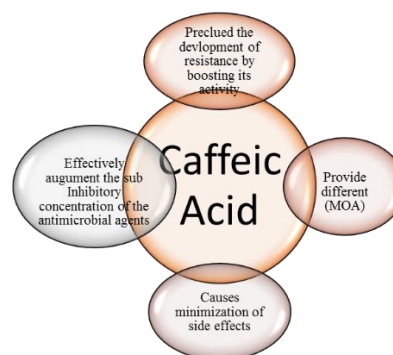 Preclued the
devlopment of
resistance by
boosting its
activity
Effectively
augument the sub
Inhibitory
concentration of the
antimicrobial agents
Caffeic
Acid
Provide
different
(MOA)
Causes
minimization of
side effects